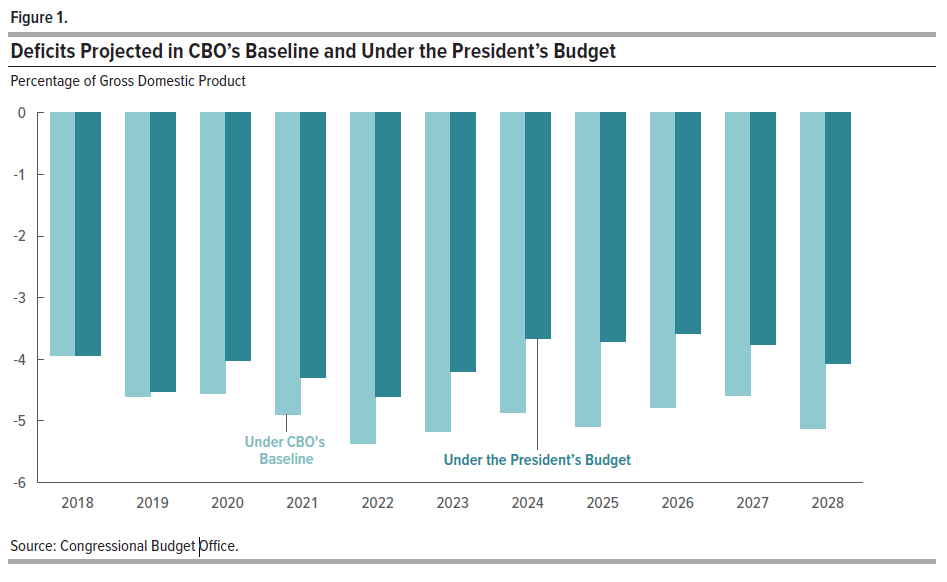 Figure 1.
Deficits Projected in CBO’s Baseline and Under the President’s Budget
Percentage of Gross Domestic Product
0
-1
-2
-3
-4
-5
-6
Under CBO’s
Baseline
Under the President’s Budget
2018 2019 2020 2021 2022 2023 2024 2025 2026 2027 2028
Source: Congressional Budget Office.